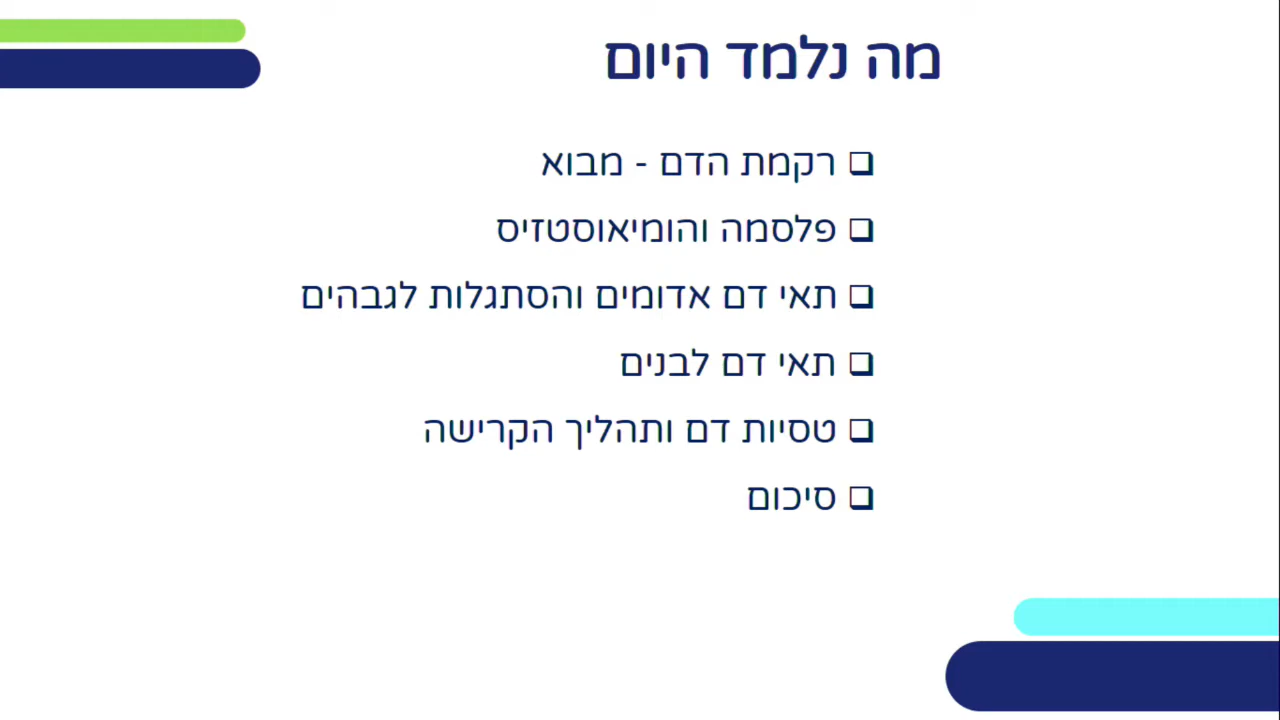 מה נלמד היום
❑ רקמת הדם - מבוא
❑ פלסמה והומיאוסטזיס
❑ תאי דם אדומים והסתגלות לגבהים
❑ תאי דם לבנים
❑ טסיות דם ותהליך הקרישה
❑ סיכום